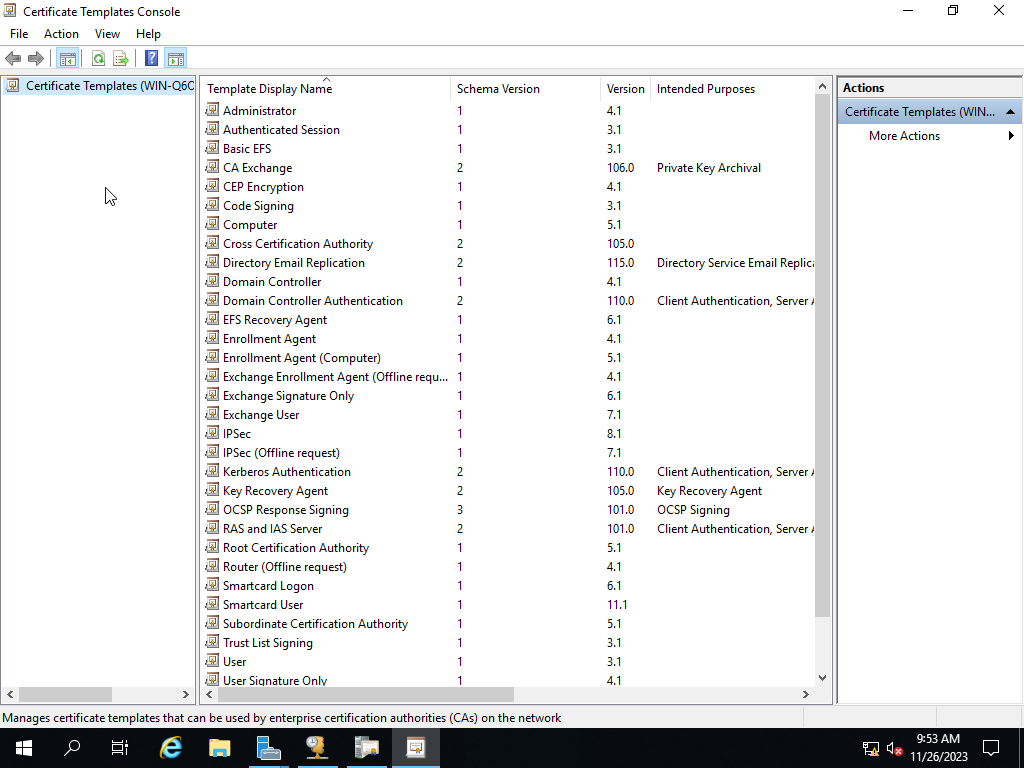 Certificate Templates Console
File Action View Help
Certificate Templates (WIN-Q6C
Template Display Name Schema Version Version Intended Purposes
Administrator 1 4.1
Authenticated Session 1 3.1
Basic EFS 1 3.1
CA Exchange 2 106.0 Private Key Archival
CEP Encryption 1 4.1
Code Signing 1 3.1
Computer 1 5.1
Cross Certification Authority 2 105.0
Directory Email Replication 2 115.0 Directory Service Email Replica
Domain Controller 1 4.1
Domain Controller Authentication 2 110.0 Client Authentication, Server A
EFS Recovery Agent 1 6.1
Enrollment Agent 1 4.1
Enrollment Agent (Computer) 1 5.1
Exchange Enrollment Agent (Offline requ... 1 4.1
Exchange Signature Only 1 6.1
Exchange User 1 7.1
IPSec 1 8.1
IPSec (Offline request) 1 7.1
Kerberos Authentication 2 110.0 Client Authentication, Server A
Key Recovery Agent 2 105.0 Key Recovery Agent
OCSP Response Signing 3 101.0 OCSP Signing
RAS and IAS Server 2 101.0 Client Authentication, Server A
Root Certification Authority 1 5.1
Router (Offline request) 1 4.1
Smartcard Logon 1 6.1
Smartcard User 1 11.1
Subordinate Certification Authority 1 5.1
Trust List Signing 1 3.1
User 1 3.1
User Signature Only 1 4.1
Actions
Certificate Templates (WIN...
More Actions
Manages certificate templates that can be used by enterprise certification authorities (CAs) on the network
9:53 AM
11/26/2023